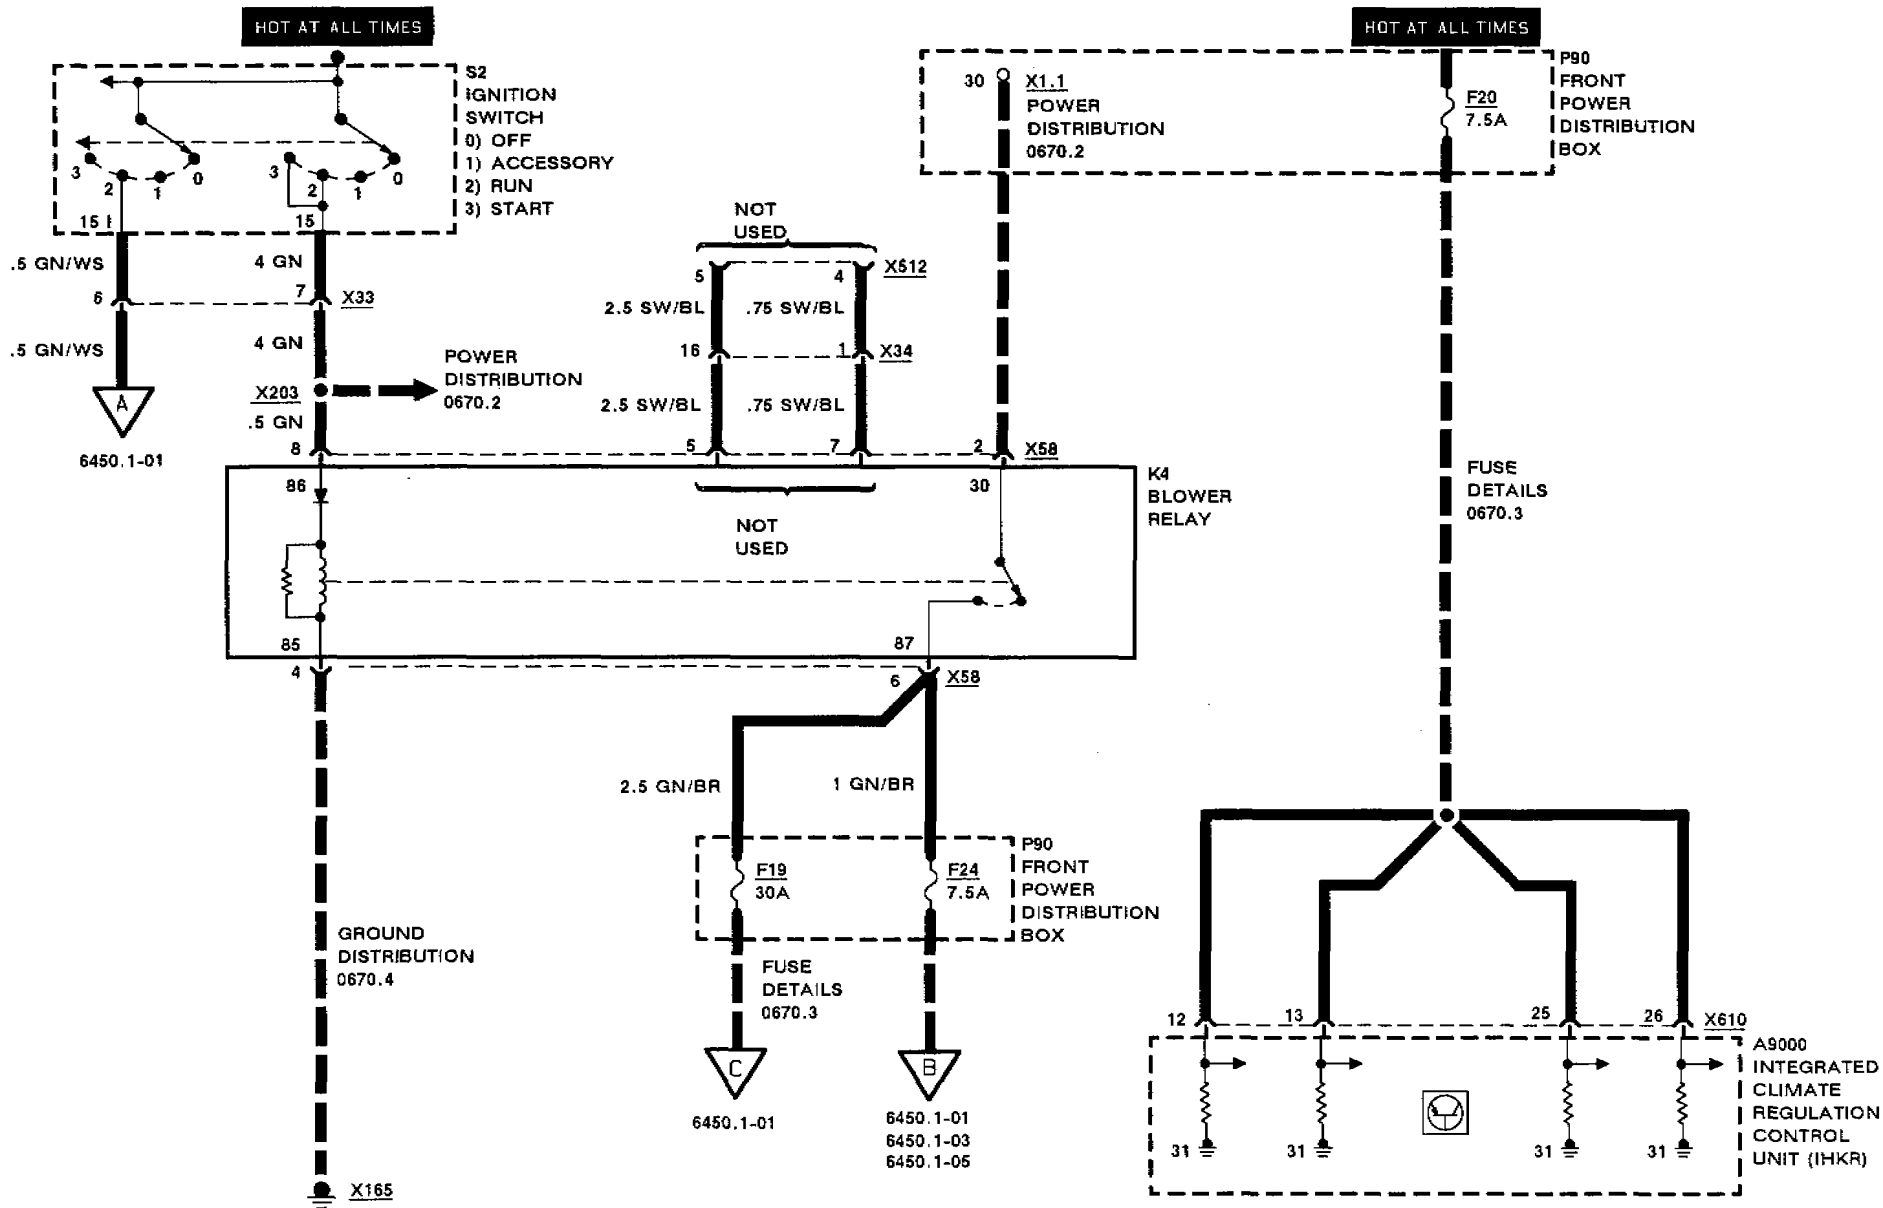 HOT AT ALL TIMES
HOT AT ALL TIMES
S2
IGNITION
SWITCH
0) OFF
1) ACCESSORY
2) RUN
3) START
3
2
1
0
3
2
1
0
15 I
15
.5 GN/WS
4 GN
6
7
X33
.5 GN/WS
4 GN
A
6450.1-01
X203
POWER
DISTRIBUTION
0670.2
.5 GN
8
NOT
USED
5
4
X512
2.5 SW/BL
.75 SW/BL
16
1
X34
2.5 SW/BL
.75 SW/BL
5
7
2
X58
30
X1.1
POWER
DISTRIBUTION
0670.2
F20
7.5A
P90
FRONT
POWER
DISTRIBUTION
BOX
86
NOT
USED
30
K4
BLOWER
RELAY
85
87
4
6
X58
FUSE
DETAILS
0670.3
2.5 GN/BR
1 GN/BR
F19
30A
F24
7.5A
P90
FRONT
POWER
DISTRIBUTION
BOX
GROUND
DISTRIBUTION
0670.4
FUSE
DETAILS
0670.3
C
B
6450.1-01
6450.1-01
6450.1-03
6450.1-05
X165
12
13
25
26
X610
31
31
31
31
A9000
INTEGRATED
CLIMATE
REGULATION
CONTROL
UNIT (IHKR)